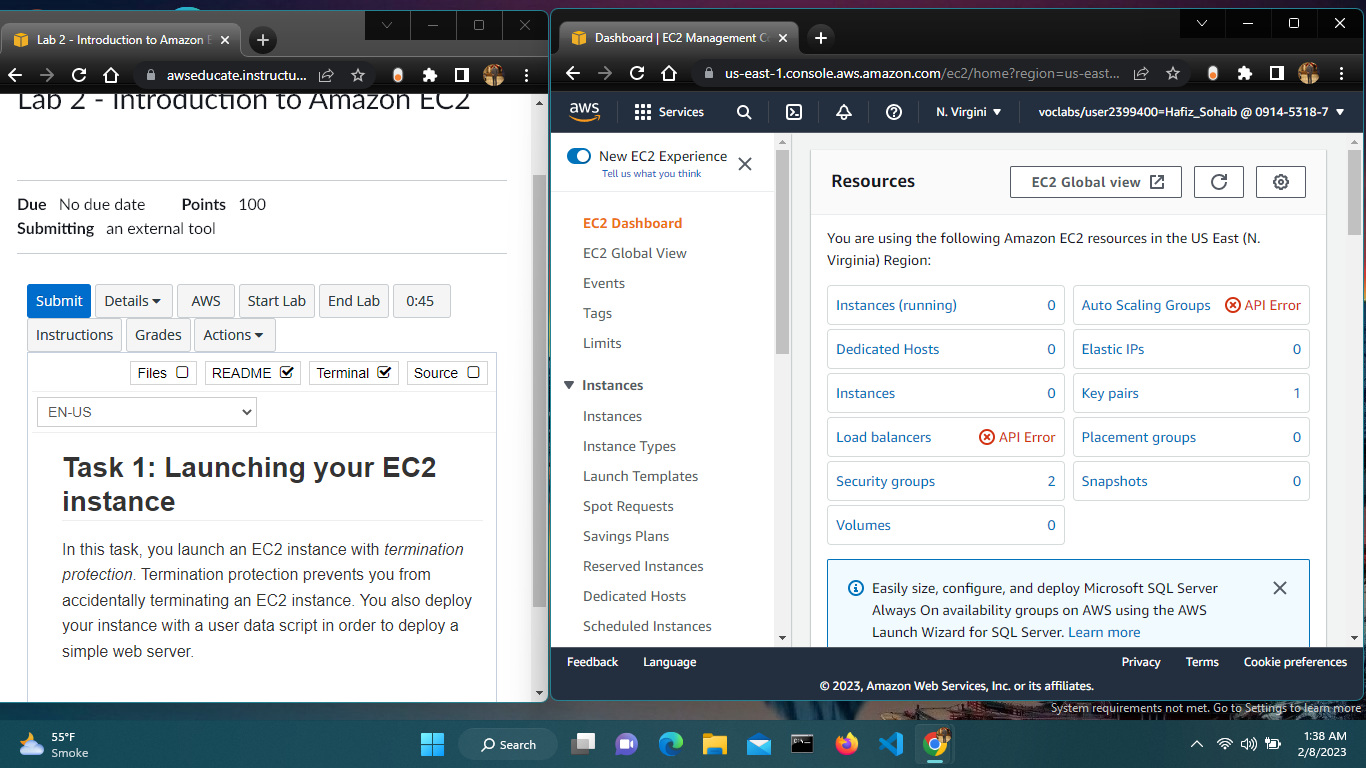 Lab 2 - Introduction to Amazon E
awseducate.instructu...
Lab 2 - Introduction to Amazon EC2
Due No due date Points 100
Submitting an external tool
Submit Details AWS Start Lab End Lab 0:45
Instructions Grades Actions
Files README Terminal Source
EN-US
Task 1: Launching your EC2
instance
In this task, you launch an EC2 instance with termination
protection. Termination protection prevents you from
accidentally terminating an EC2 instance. You also deploy
your instance with a user data script in order to deploy a
simple web server.
Dashboard | EC2 Management C
us-east-1.console.aws.amazon.com/ec2/home?region=us-east...
aws Services N. Virgini voclabs/user2399400=Hafiz_Sohaib @ 0914-5318-7
New EC2 Experience
Tell us what you think
EC2 Dashboard
EC2 Global View
Events
Tags
Limits
Instances
Instances
Instance Types
Launch Templates
Spot Requests
Savings Plans
Reserved Instances
Dedicated Hosts
Scheduled Instances
Resources EC2 Global view
You are using the following Amazon EC2 resources in the US East (N.
Virginia) Region:
Instances (running) 0 Auto Scaling Groups API Error
Dedicated Hosts 0 Elastic IPs 0
Instances 0 Key pairs 1
Load balancers API Error Placement groups 0
Security groups 2 Snapshots 0
Volumes 0
Easily size, configure, and deploy Microsoft SQL Server
Always On availability groups on AWS using the AWS
Launch Wizard for SQL Server. Learn more
Feedback Language Privacy Terms Cookie preferences
© 2023, Amazon Web Services, Inc. or its affiliates.
System requirements not met. Go to Settings to learn more
55°F
Smoke
Search
1:38 AM
2/8/2023